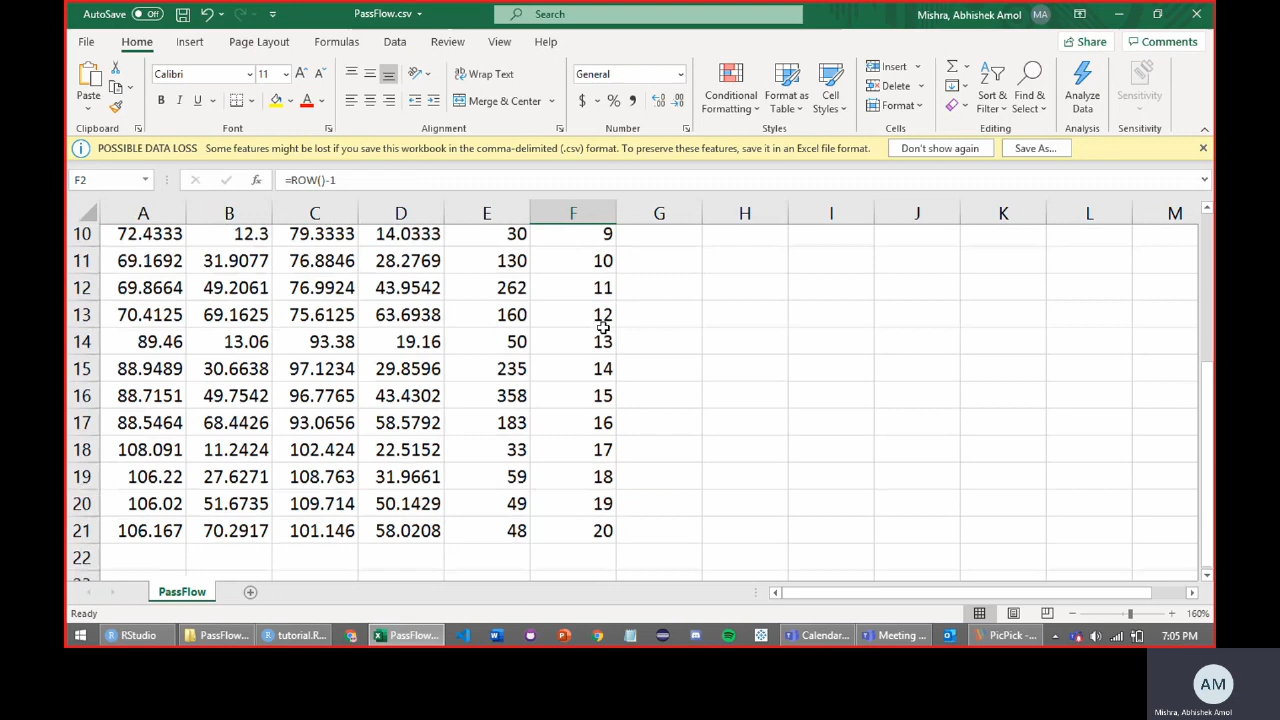 AutoSave Off PassFlow.csv Search Mishra, Abhishek Amol MA
File Home Insert Page Layout Formulas Data Review View Help Share Comments
Paste Calibri 11 A A Wrap Text General Conditional Formatting Format as Table Cell Styles Insert Delete Format Sort & Filter Find & Select Analyze Data Sensitivity
B I U A Merge & Center $ %
Clipboard Font Alignment Number Styles Cells Editing Analysis Sensitivity
POSSIBLE DATA LOSS Some features might be lost if you save this workbook in the comma-delimited (.csv) format. To preserve these features, save it in an Excel file format. Don't show again Save As...
F2 fx =ROW()-1
A B C D E F G H I J K L M
10 72.4333 12.3 79.3333 14.0333 30 9
11 69.1692 31.9077 76.8846 28.2769 130 10
12 69.8664 49.2061 76.9924 43.9542 262 11
13 70.4125 69.1625 75.6125 63.6938 160 12
14 89.46 13.06 93.38 19.16 50 13
15 88.9489 30.6638 97.1234 29.8596 235 14
16 88.7151 49.7542 96.7765 43.4302 358 15
17 88.5464 68.4426 93.0656 58.5792 183 16
18 108.091 11.2424 102.424 22.5152 33 17
19 106.22 27.6271 108.763 31.9661 59 18
20 106.02 51.6735 109.714 50.1429 49 19
21 106.167 70.2917 101.146 58.0208 48 20
22
PassFlow
Ready 160%
RStudio PassFlow... tutorial.R... PassFlow... Calendar... Meeting ... PicPick -... 7:05 PM
AM
Mishra, Abhishek Amol